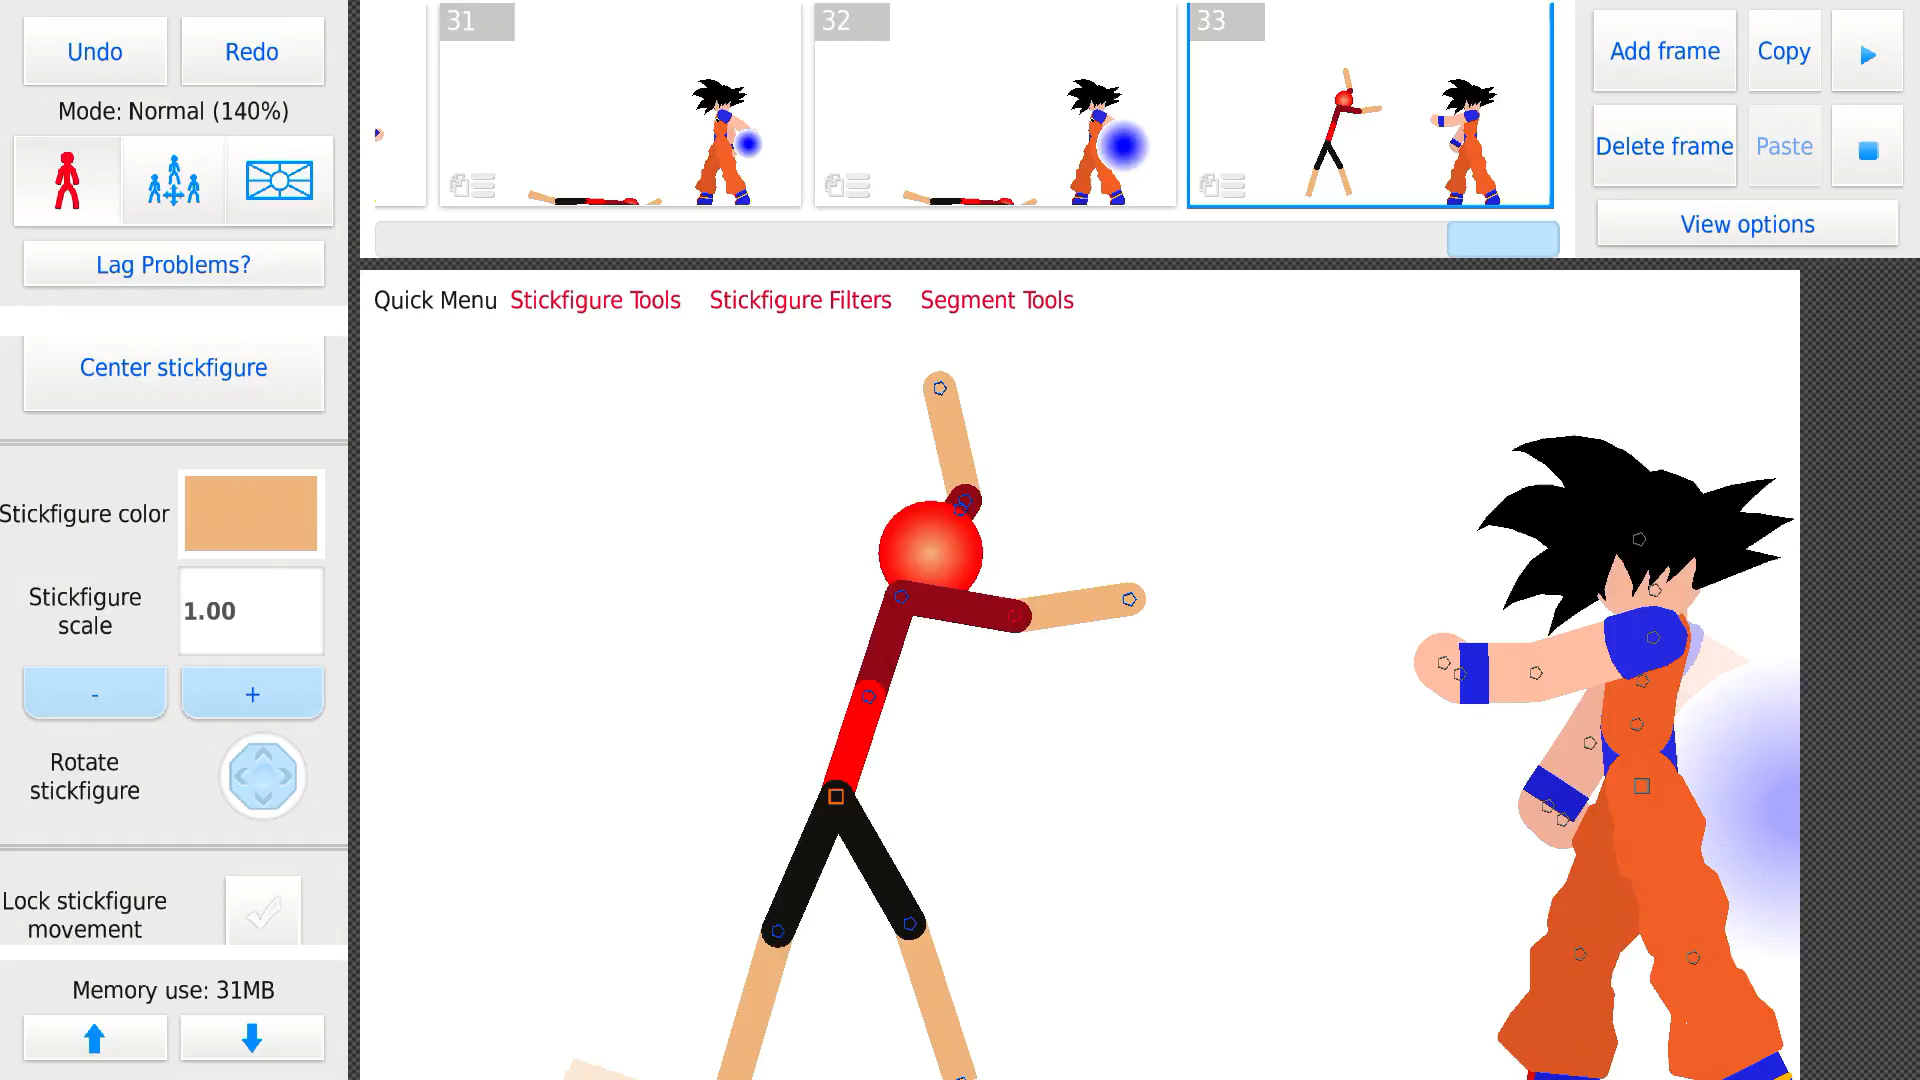 Undo
Redo
Mode: Normal (140%)
Lag Problems?
Center stickfigure
Stickfigure color
Stickfigure
scale
1.00
-
+
Rotate
stickfigure
Lock stickfigure
movement
Memory use: 31MB
31
32
33
Add frame
Copy
Delete frame
Paste
View options
Quick Menu
Stickfigure Tools
Stickfigure Filters
Segment Tools